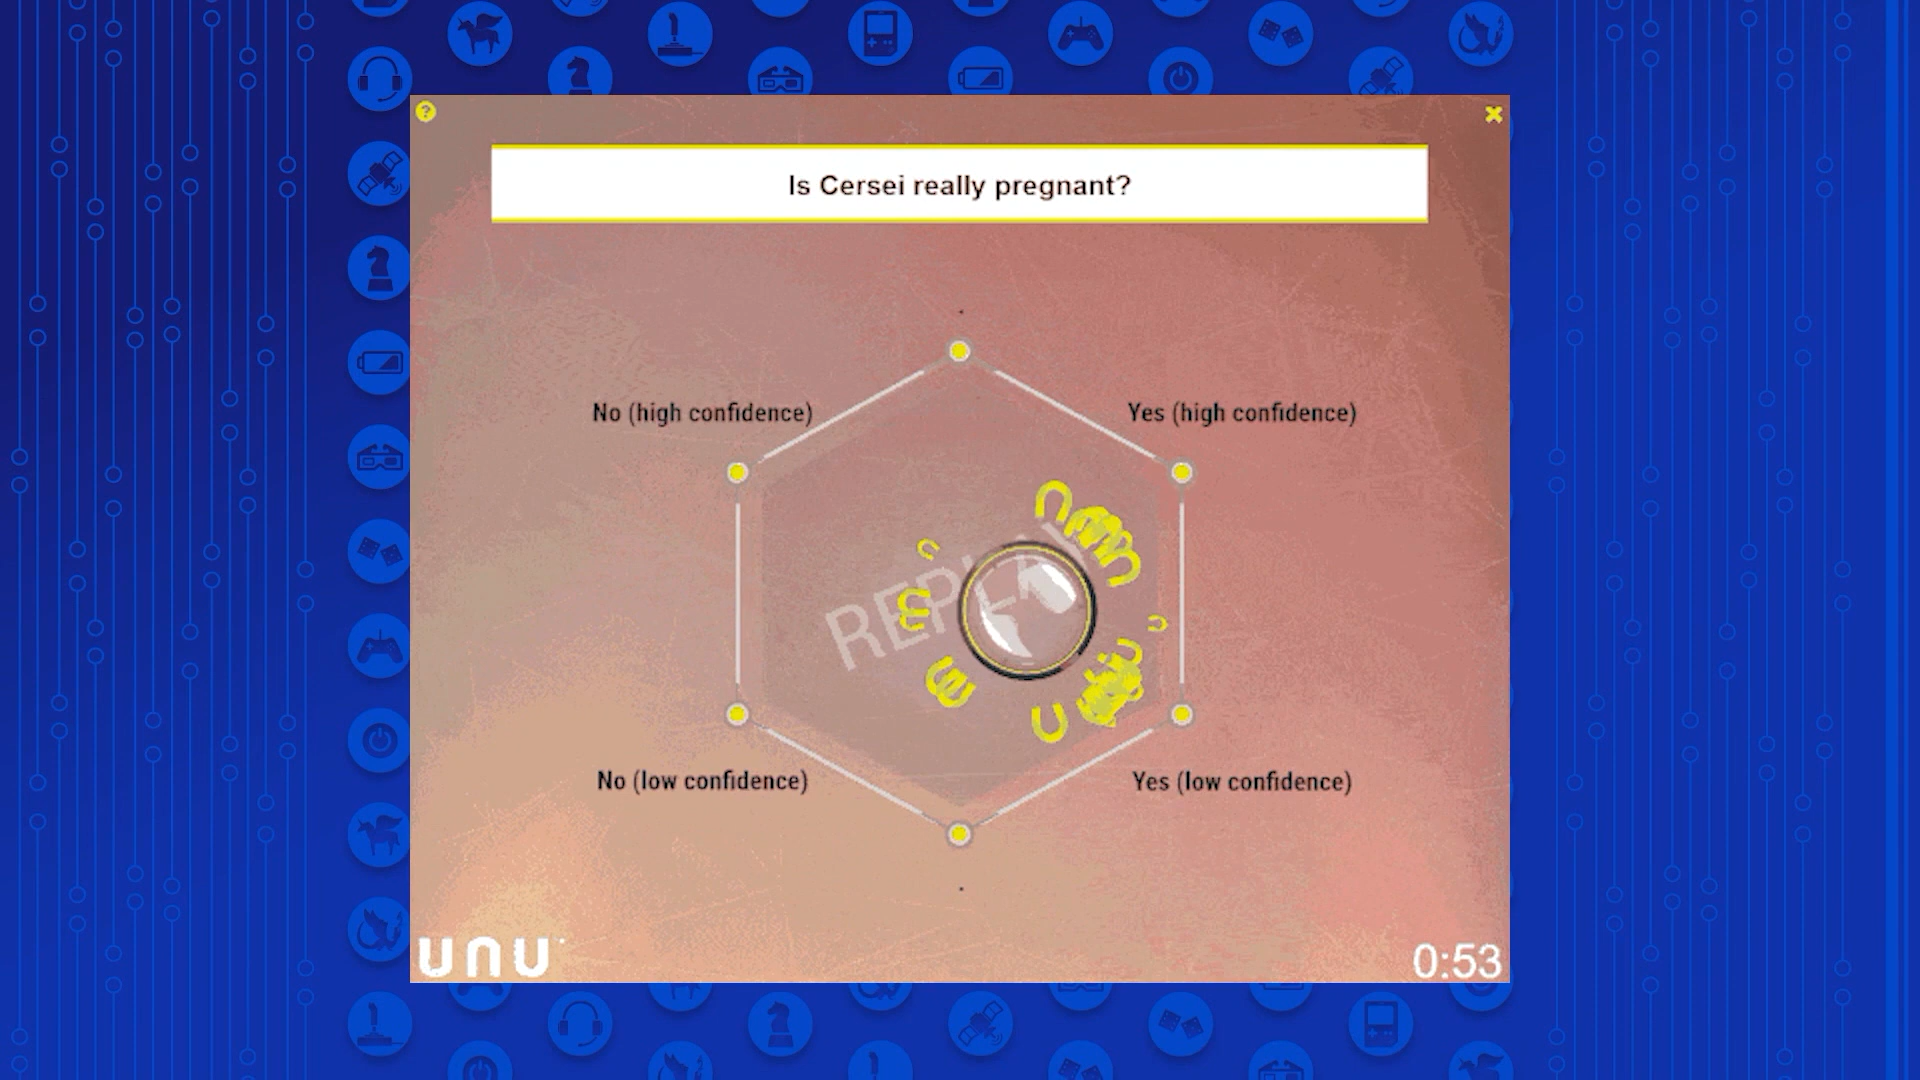 ?
Is Cersei really pregnant?
No (high confidence)
Yes (high confidence)
REPLAY
No (low confidence)
Yes (low confidence)
unu
0:53